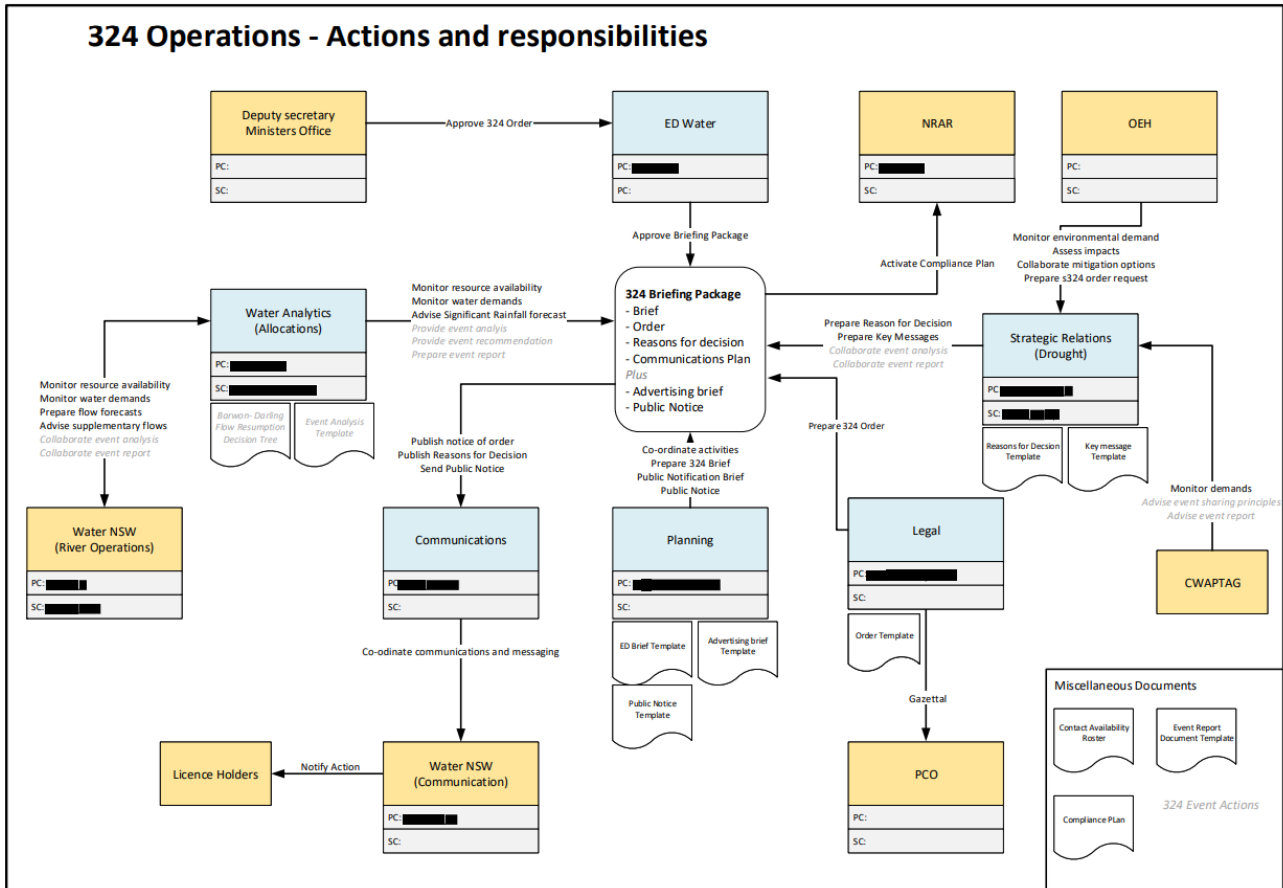 324 Operations - Actions and responsibilities
Deputy secretary
Ministers Office
PC:
SC:
Approve 324 Order
ED Water
PC:
PC:
NRAR
PC:
SC:
OEH
PC:
SC:
Approve Briefing Package
Activate Compliance Plan
Monitor environmental demand
Assess impacts
Collaborate mitigation options
Prepare s324 order request
Water Analytics
(Allocations)
PC:
SC:
Barwon- Darling
Flow Resumption
Decision Tree
Event Analysis
Template
Monitor resource availability
Monitor water demands
Advise Significant Rainfall forecast
Provide event analyis
Provide event recommendation
Prepare event report
324 Briefing Package
- Brief
- Order
- Reasons for decision
- Communications Plan
Plus
- Advertising brief
- Public Notice
Prepare Reason for Decision
Prepare Key Messages
Collaborate event analysis
Collaborate event report
Strategic Relations
(Drought)
PC
SC:
Reasons for Decsion
Template
Key message
Template
Monitor resource availability
Monitor water demands
Prepare flow forecasts
Advise supplementary flows
Collaborate event analysis
Collaborate event report
Publish notice of order
Publish Reasons for Decision
Send Public Notice
Co-ordinate activities
Prepare 324 Brief
Public Notification Brief
Public Notice
Prepare 324 Order
Monitor demands
Advise event sharing principles
Advise event report
Water NSW
(River Operations)
PC:
SC:
Communications
PC
SC:
Planning
PC:
SC:
ED Brief Template
Advertising brief
Template
Public Notice
Template
Legal
PC:
SC:
Order Template
CWAPTAG
Co-odinate communications and messaging
Gazettal
Licence Holders
Notify Action
Water NSW
(Communication)
PC:
SC:
PCO
PC:
SC:
Miscellaneous Documents
Contact Availability
Roster
Event Report
Document Template
Compliance PLan
324 Event Actions